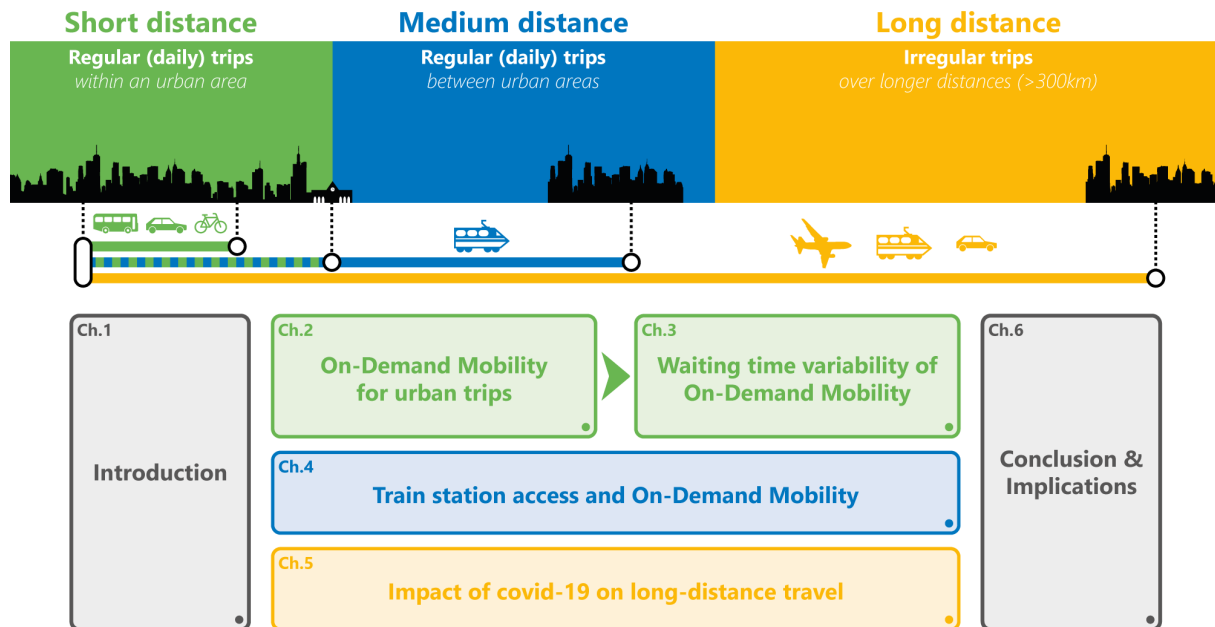 Short distance
Medium distance
Long distance
Regular (daily) trips
within an urban area
Regular (daily) trips
between urban areas
Irregular trips
over longer distances (>300km)
Ch.1
Introduction
Ch.2
On-Demand Mobility
for urban trips
Ch.3
Waiting time variability of
On-Demand Mobility
Ch.4
Train station access and On-Demand Mobility
Ch.5
Impact of covid-19 on long-distance travel
Ch.6
Conclusion &
Implications